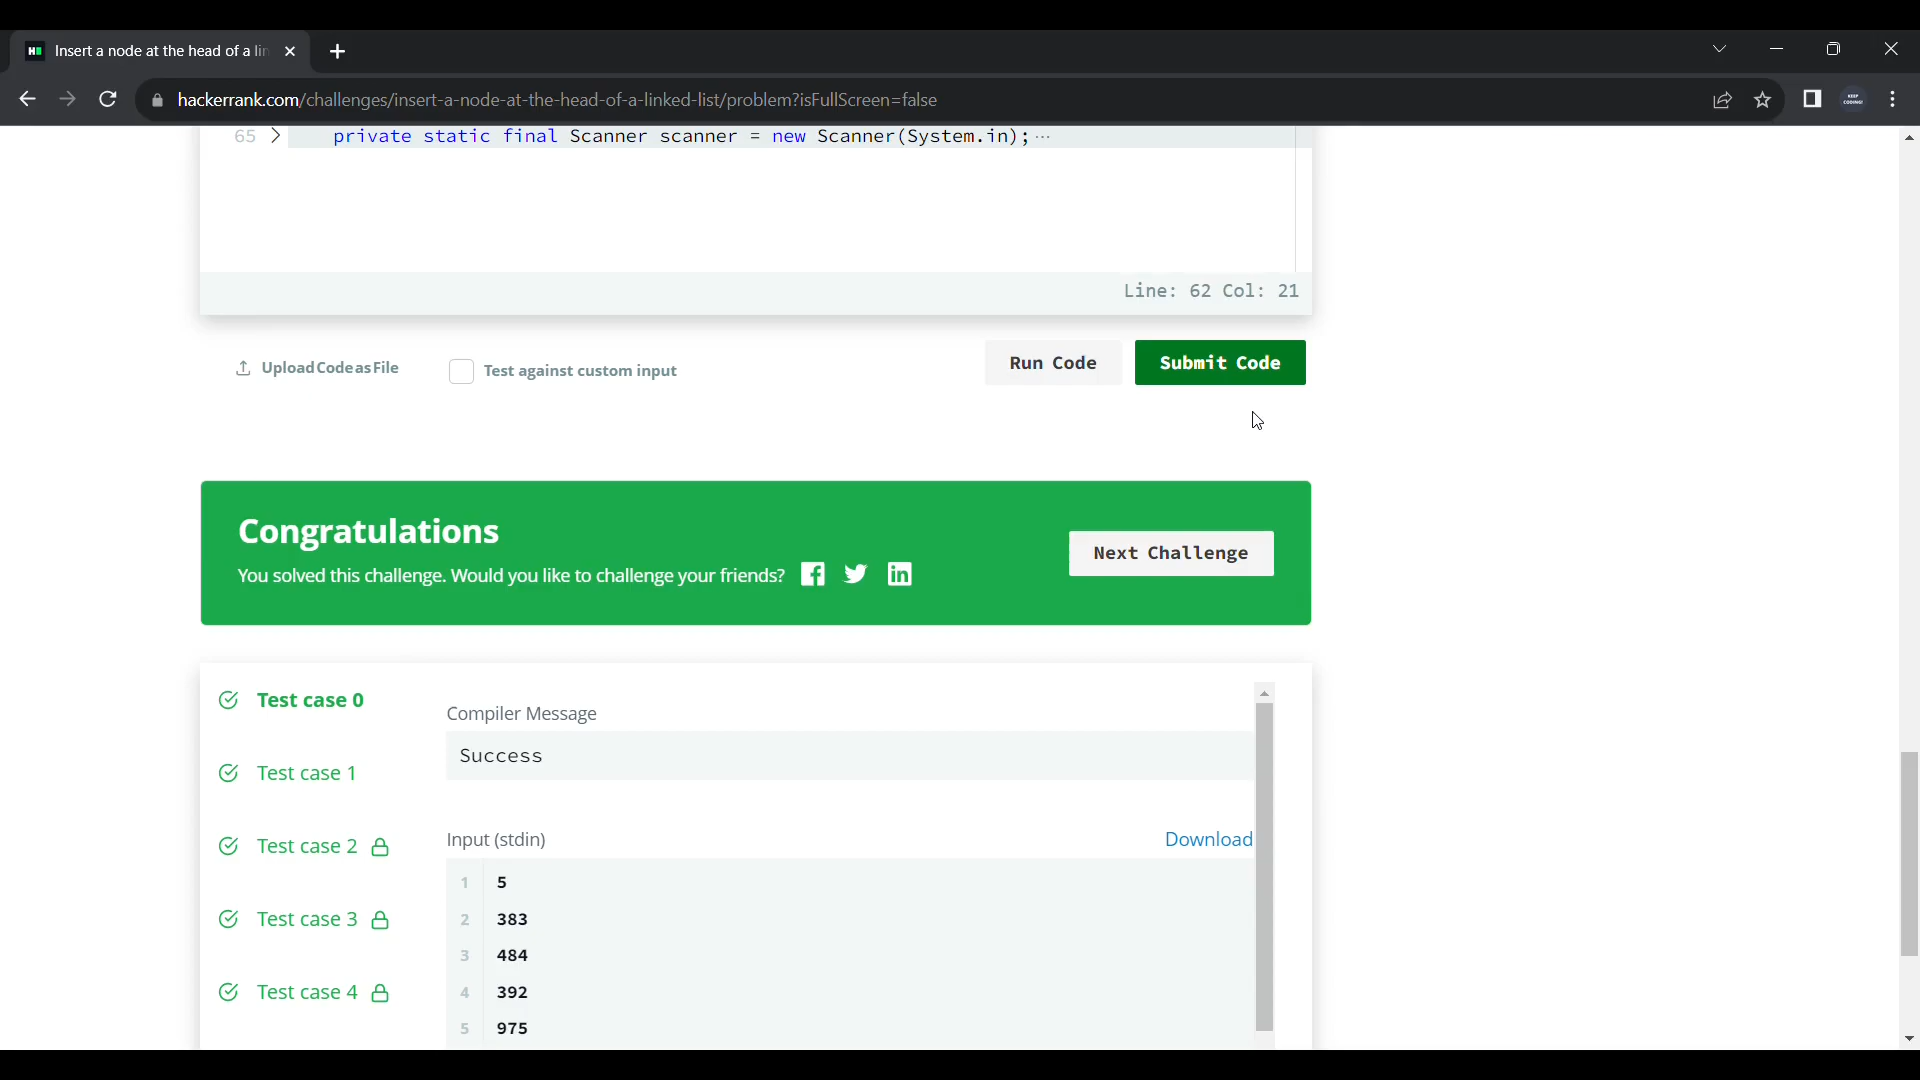 Insert a node at the head of a lin
hackerrank.com/challenges/insert-a-node-at-the-head-of-a-linked-list/problem?isFullScreen=false
KEEP CODING!
65 private static final Scanner scanner = new Scanner(System.in);···
Line: 62 Col: 21
Upload Code as File
Test against custom input
Run Code
Submit Code
Congratulations
You solved this challenge. Would you like to challenge your friends?
Next Challenge
Test case 0
Compiler Message
Success
Test case 1
Test case 2
Input (stdin)
Download
1 5
Test case 3
2 383
3 484
Test case 4
4 392
5 975